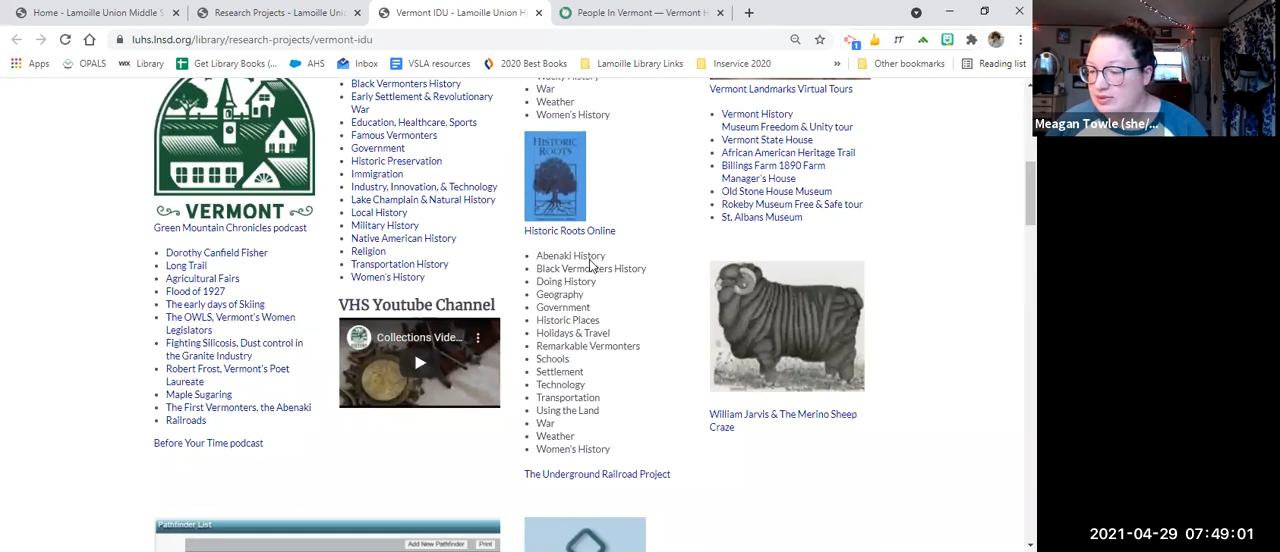 Home - Lamoille Union Middle S
Research Projects - Lamoille Uni
Vermont IDU - Lamoille Union H
People In Vermont — Vermont H
luhs.lnsd.org/library/research-projects/vermont-idu
1
Apps
OPALS
WIX Library
Get Library Books (...
AHS
Inbox
VSLA resources
2020 Best Books
Lamoille Library Links
Inservice 2020
»
Other bookmarks
Reading list
VERMONT
Green Mountain Chronicles podcast
Dorothy Canfield Fisher
Long Trail
Agricultural Fairs
Flood of 1927
The early days of Skiing
The OWLS, Vermont's Women
Legislators
Fighting Silicosis, Dust control in
the Granite Industry
Robert Frost, Vermont's Poet
Laureate
Maple Sugaring
The First Vermonters. the Abenaki
Railroads
Before Your Time podcast
Pathfinder_List
Add New Pathfinder
Print
Black Vermonters History
Early Settlement & Revolutionary
War
Education, Healthcare, Sports
Famous Vermonters
Government
Historic Preservation
Immigration
Industry, Innovation, & Technology
Lake Champlain & Natural History
Local History
Military History
Native American History
Religion
Transportation History
Women's History
VHS Youtube Channel
Collections Vide...
Wacky History
War
Weather
Women's History
HISTORIC
ROOTS
Historic Roots Online
Abenaki History
Black Vermonters History
Doing History
Geography
Government
Historic Places
Holidays & Travel
Remarkable Vermonters
Schools
Settlement
Technology
Transportation
Using the Land
War
Weather
Women's History
The Underground Railroad Project
Vermont Landmarks Virtual Tours
Vermont History
Museum Freedom & Unity tour
Vermont State House
African American Heritage Trail
Billings Farm 1890 Farm
Manager's House
Old Stone House Museum
Rokeby Museum Free & Safe tour
St. Albans Museum
William Jarvis & The Merino Sheep
Craze
Meagan Towle (she/...
2021-04-29 07:49:01